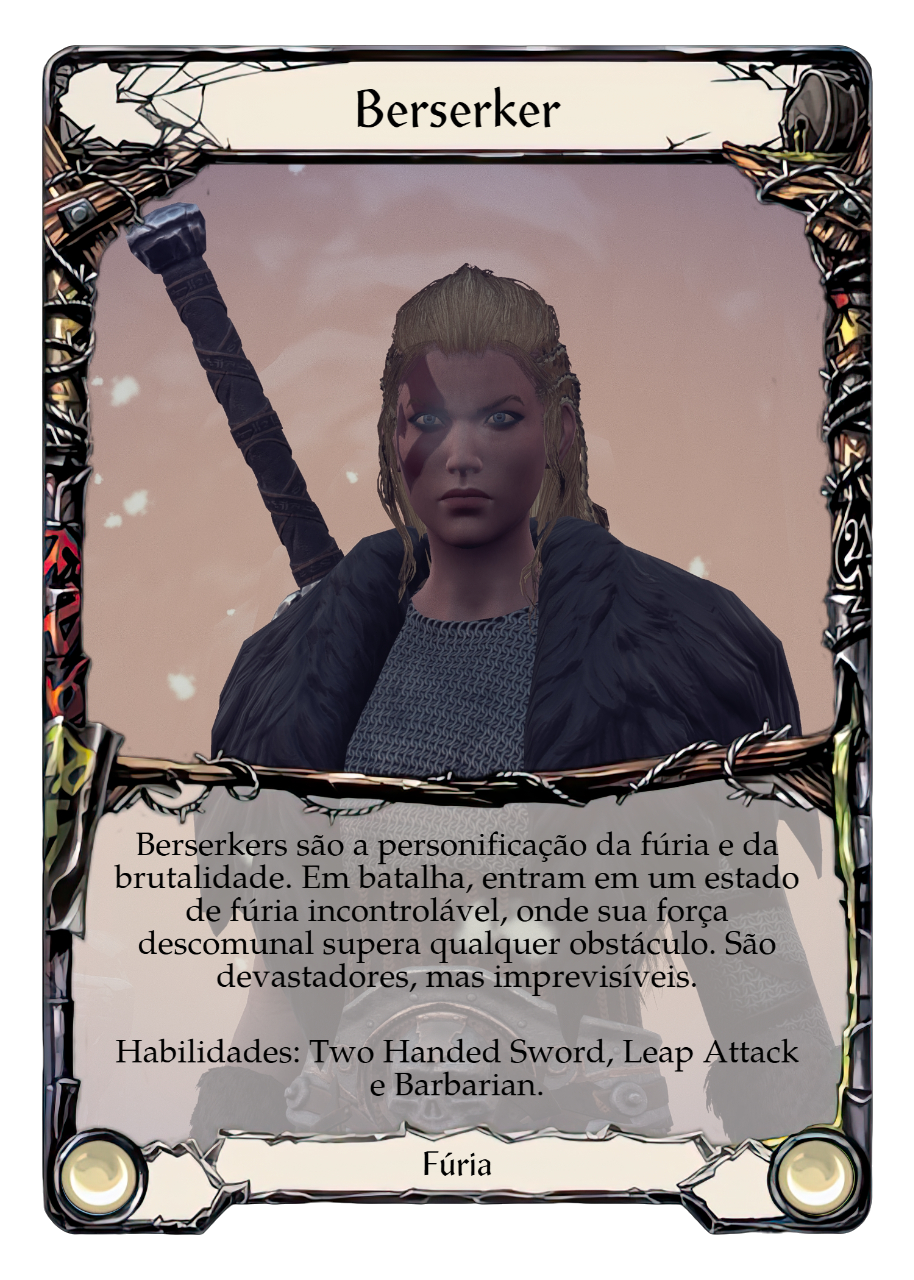 Berserker
Berserkers são a personificação da fúria e da
brutalidade. Em batalha, entram em um estado
de fúria incontrolável, onde sua força
descomunal supera qualquer obstáculo. São
devastadores, mas imprevisíveis.
Habilidades: Two Handed Sword, Leap Attack
e Barbarian.
Fúria